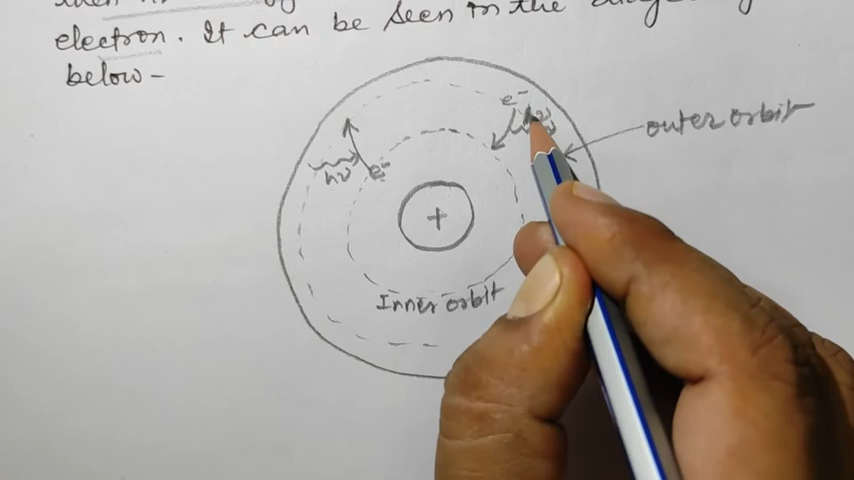 electron. It can be seen in the
below-
e-
outer orbit
hν
e-
+
Inner orbit